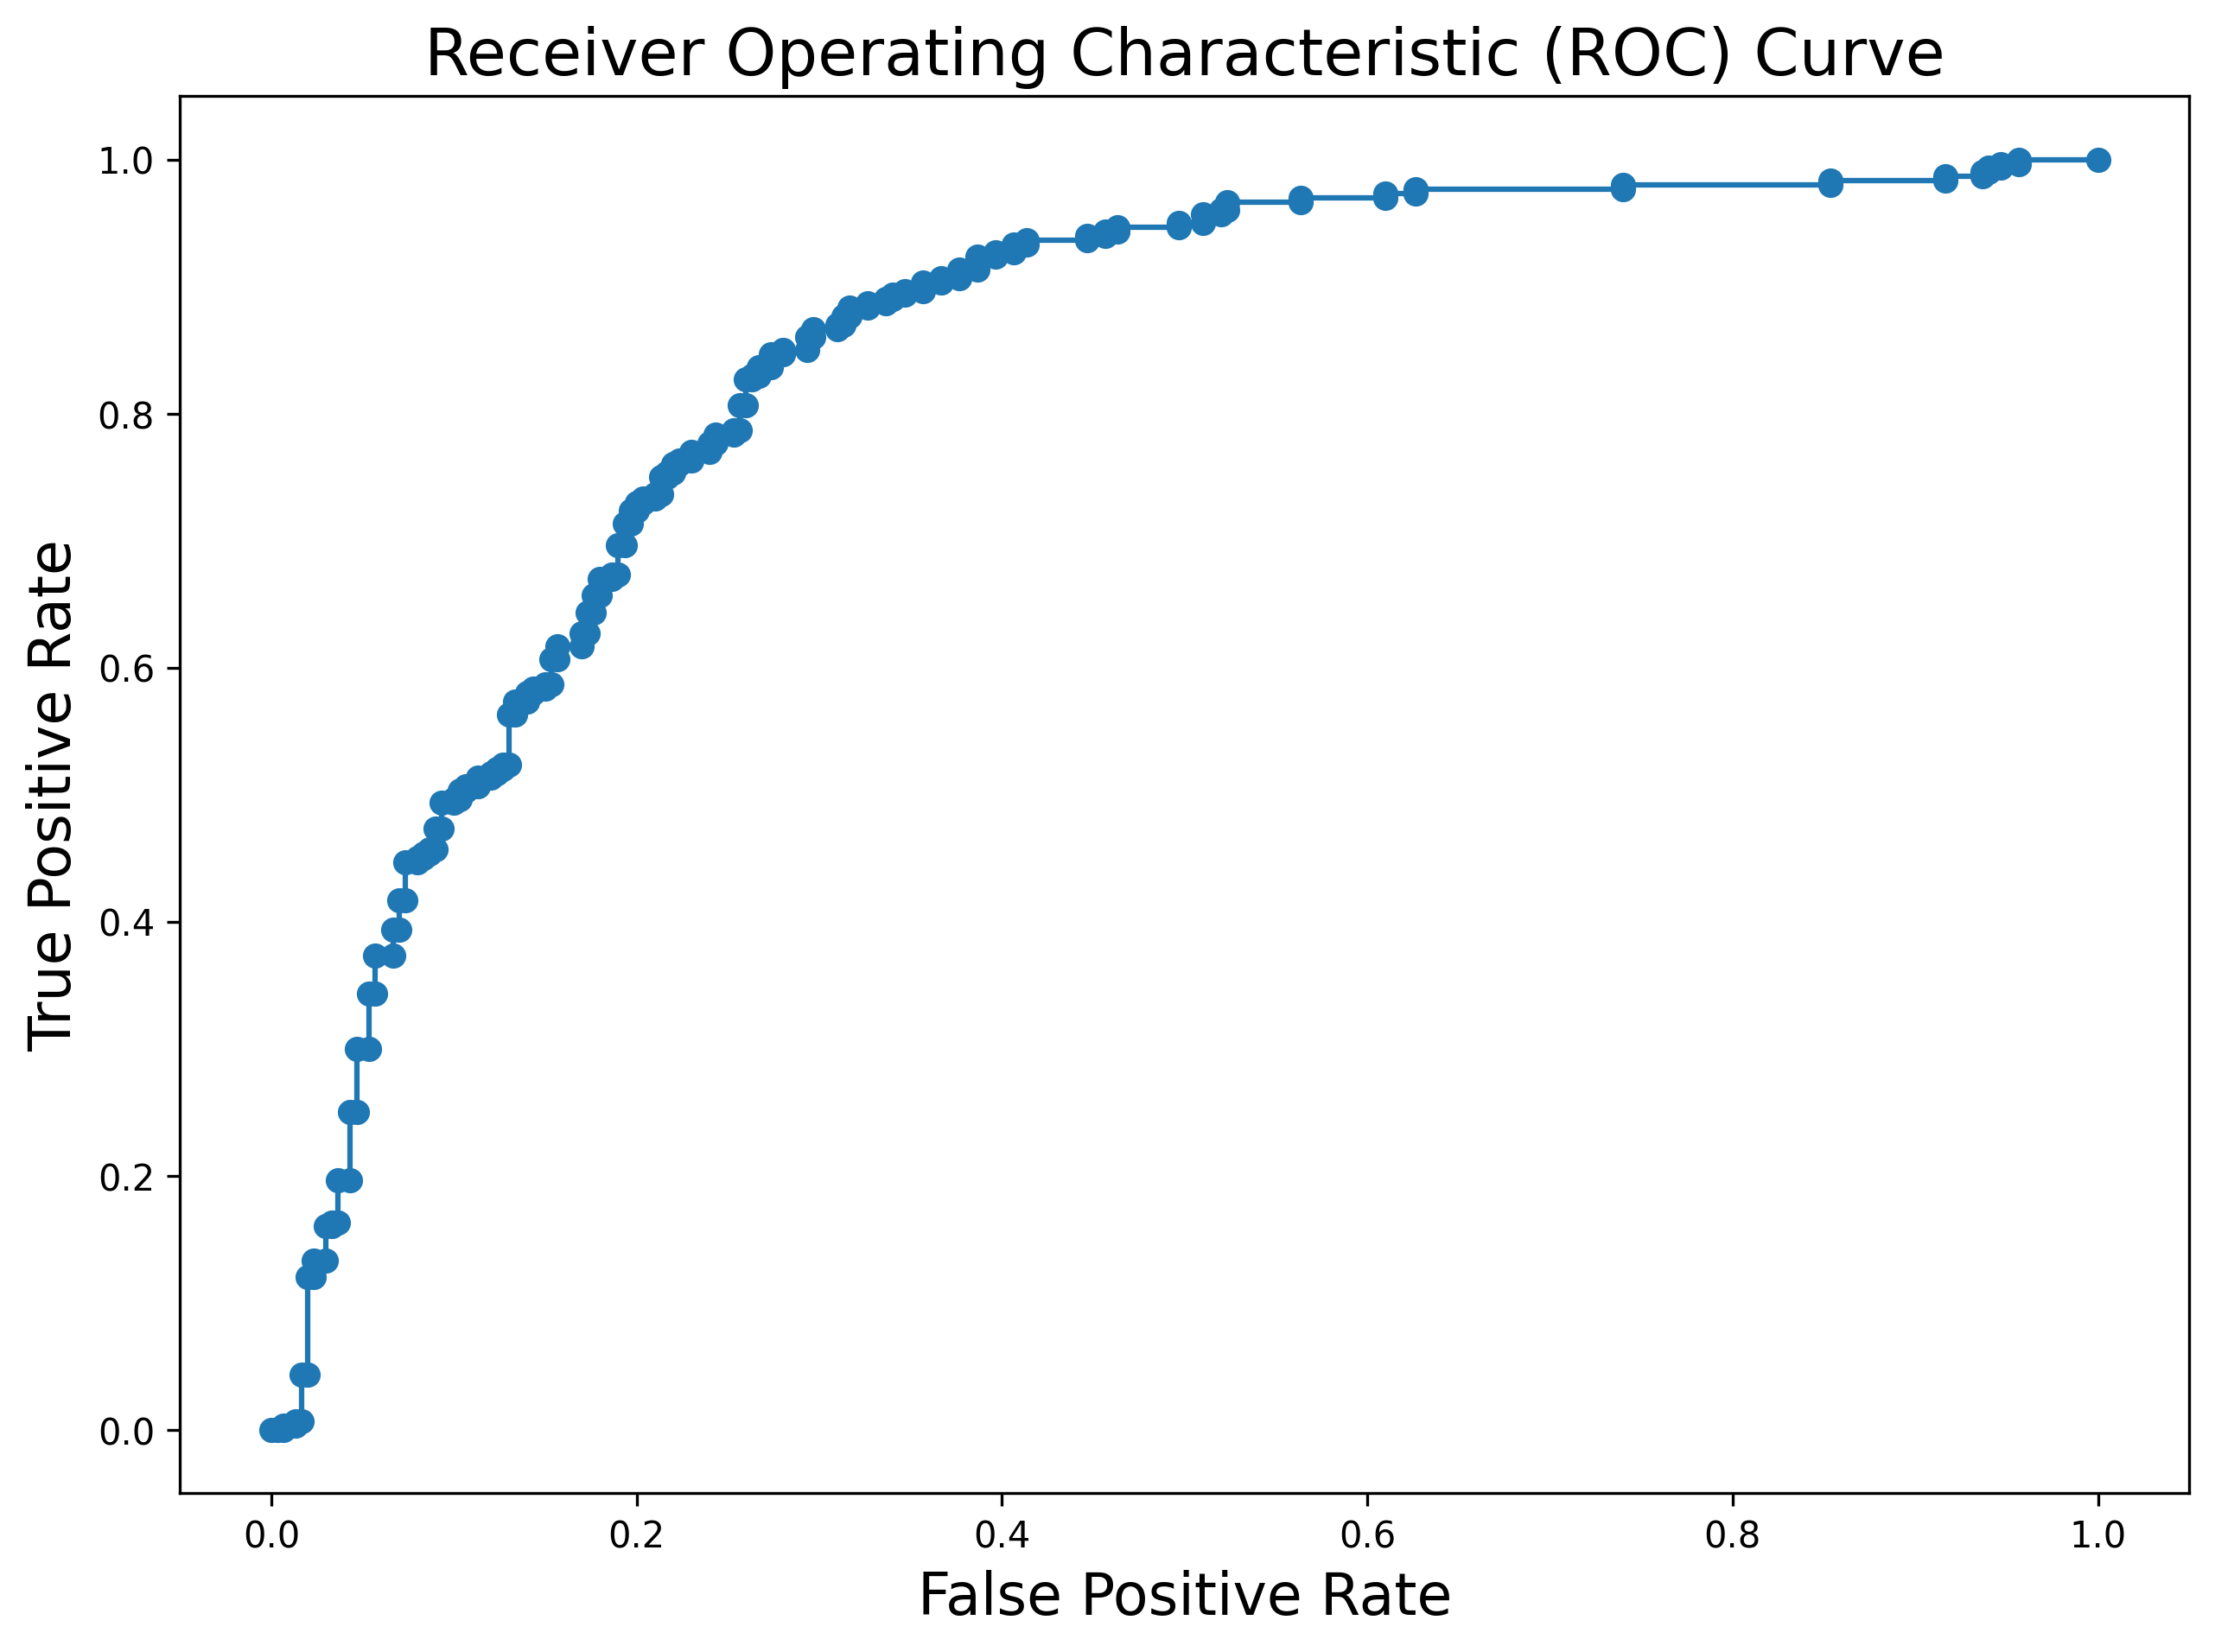 Receiver Operating Characteristic (ROC) Curve
True Positive Rate
1.0
0.8
0.6
0.4
0.2
0.0
0.0 0.2 0.4 0.6 0.8 1.0
False Positive Rate